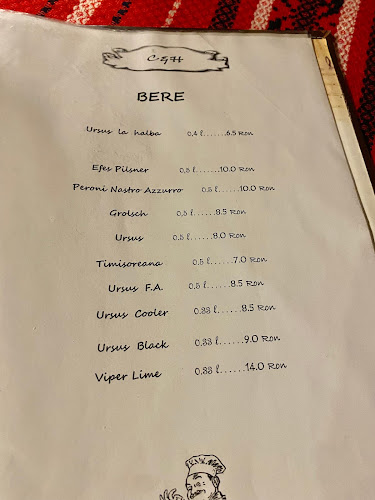 C & H
BERE
Ursus la halba 0,4 l.......6.5 Ron
Efes Pilsner 0,5 l.......10.0 Ron
Peroni Nastro Azzurro 0.5 l......10.0 Ron
Grolsch 0,5 l......9.5 Ron
Ursus 0,5 l......8.0 Ron
Timisoreana 0,5 l......7.0 Ron
Ursus F.A. 0,5 l......8.5 Ron
Ursus Cooler 0,33 l......8.5 Ron
Ursus Black 0,33 l......9.0 Ron
Viper Lime 0,33 l......14.0 Ron